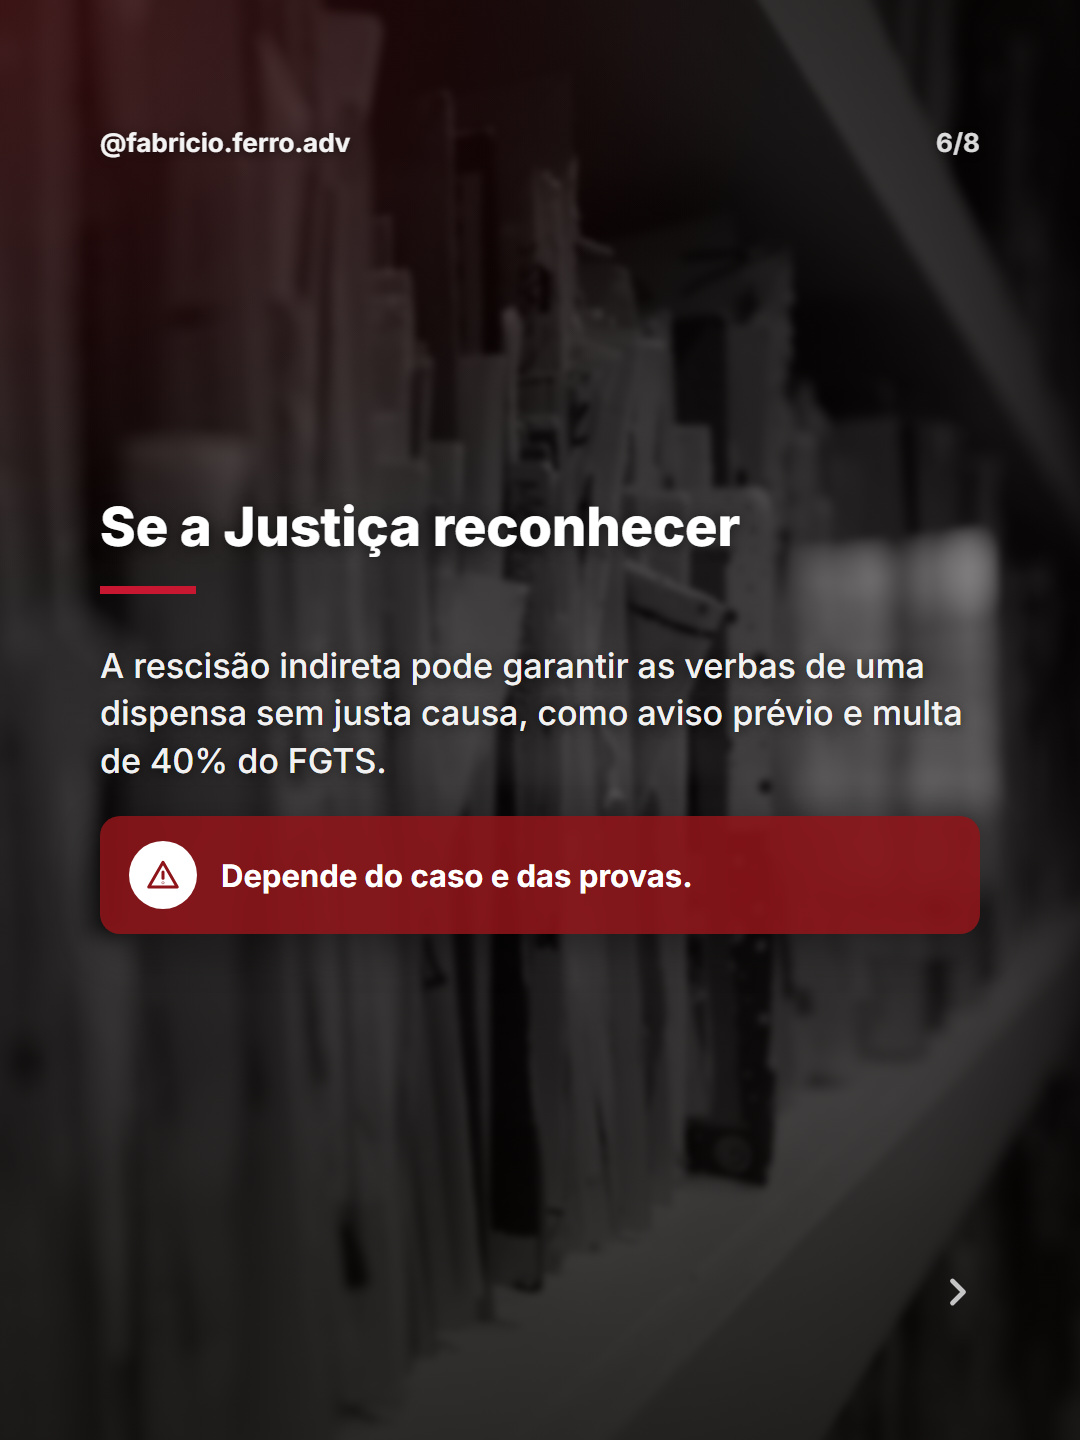 @fabricio.ferro.adv
6/8
Se a Justiça reconhecer
A rescisão indireta pode garantir as verbas de uma
dispensa sem justa causa, como aviso prévio e multa
de 40% do FGTS.
Depende do caso e das provas.